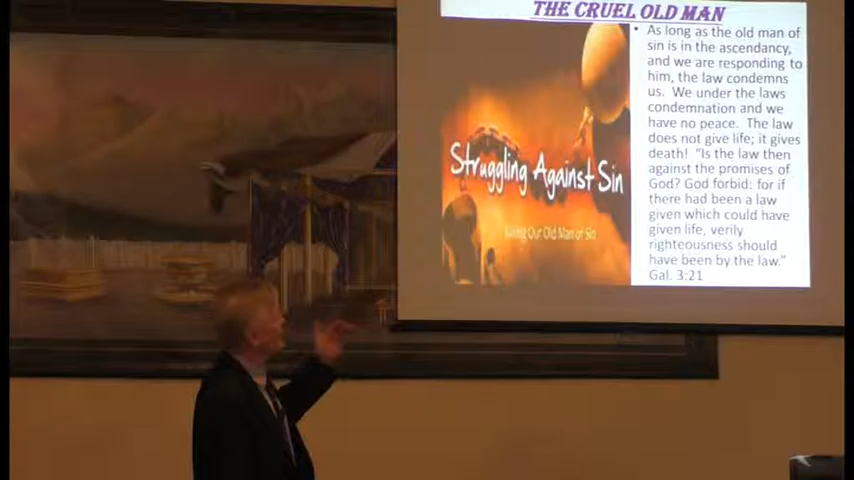 THE CRUEL OLD MAN
• As long as the old man of
sin is in the ascendancy,
and we are responding to
him, the law condemns
us. We under the laws
condemnation and we
have no peace. The law
does not give life; it gives
death! "Is the law then
against the promises of
God? God forbid: for if
there had been a law
given which could have
given life, verily
righteousness should
have been by the law."
Gal. 3:21
Struggling Against Sin
Our Old Man of Sin